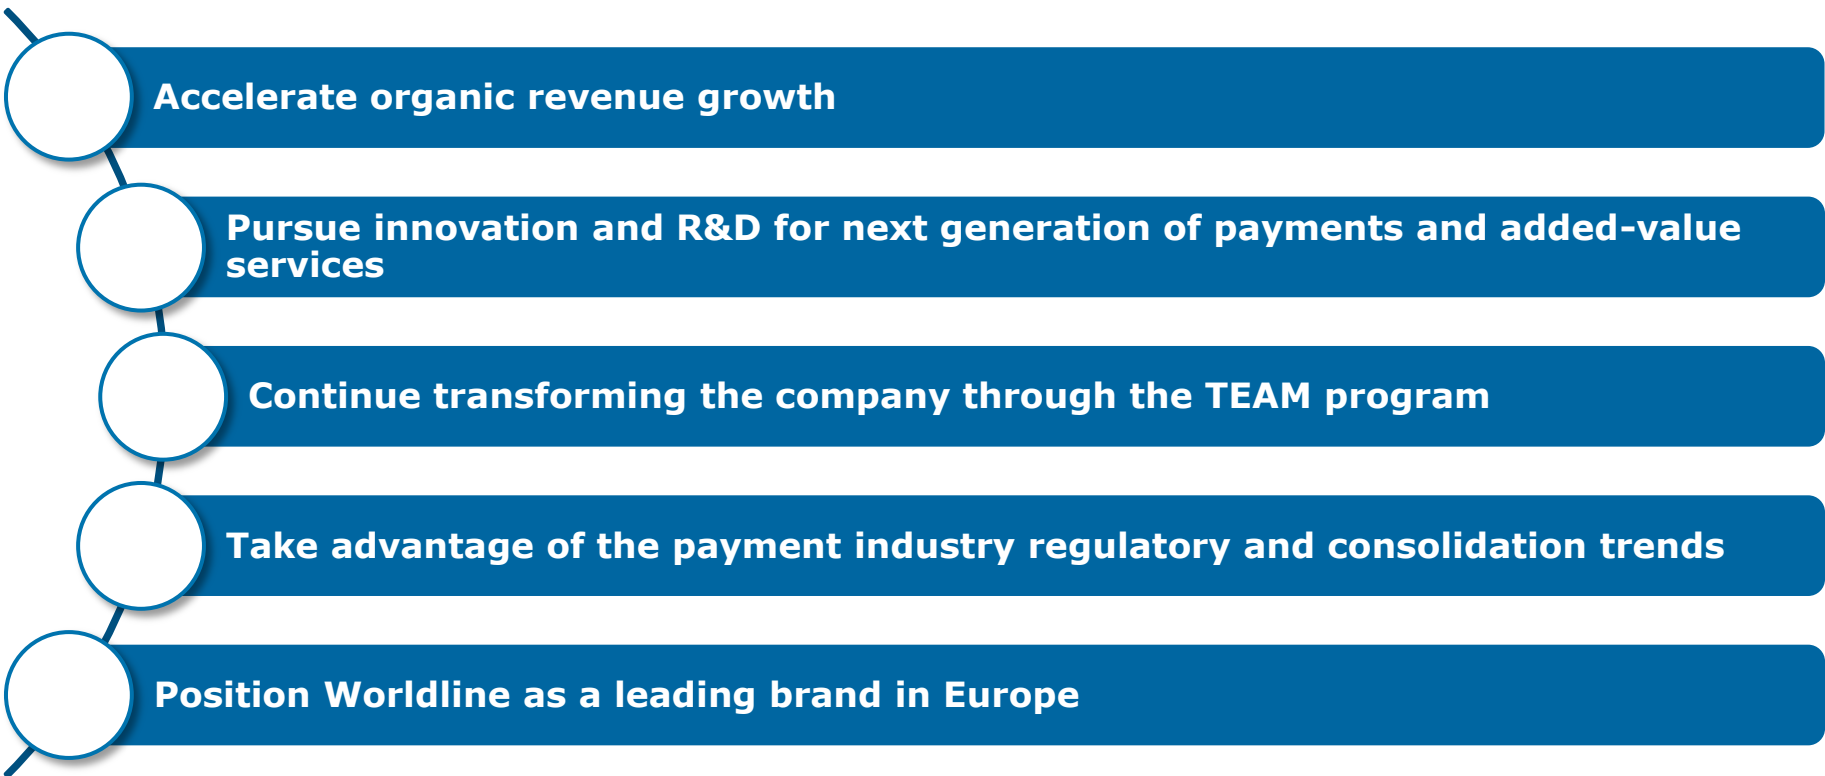 Accelerate organic revenue growth
Pursue innovation and R&D for next generation of payments and added-value
services
Continue transforming the company through the TEAM program
Take advantage of the payment industry regulatory and consolidation trends
Position Worldline as a leading brand in Europe